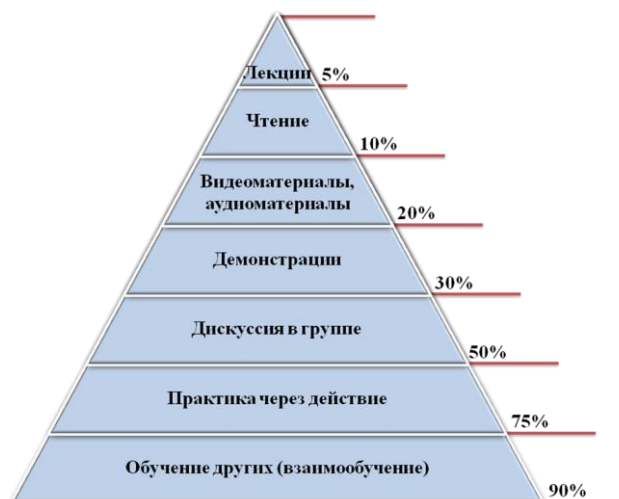 Лекции 5%
Чтение
10%
Видеоматериалы,
аудиоматериалы
20%
Демонстрации
30%
Дискуссия в группе
50%
Практика через действие
75%
Обучение других (взаимообучение)
90%